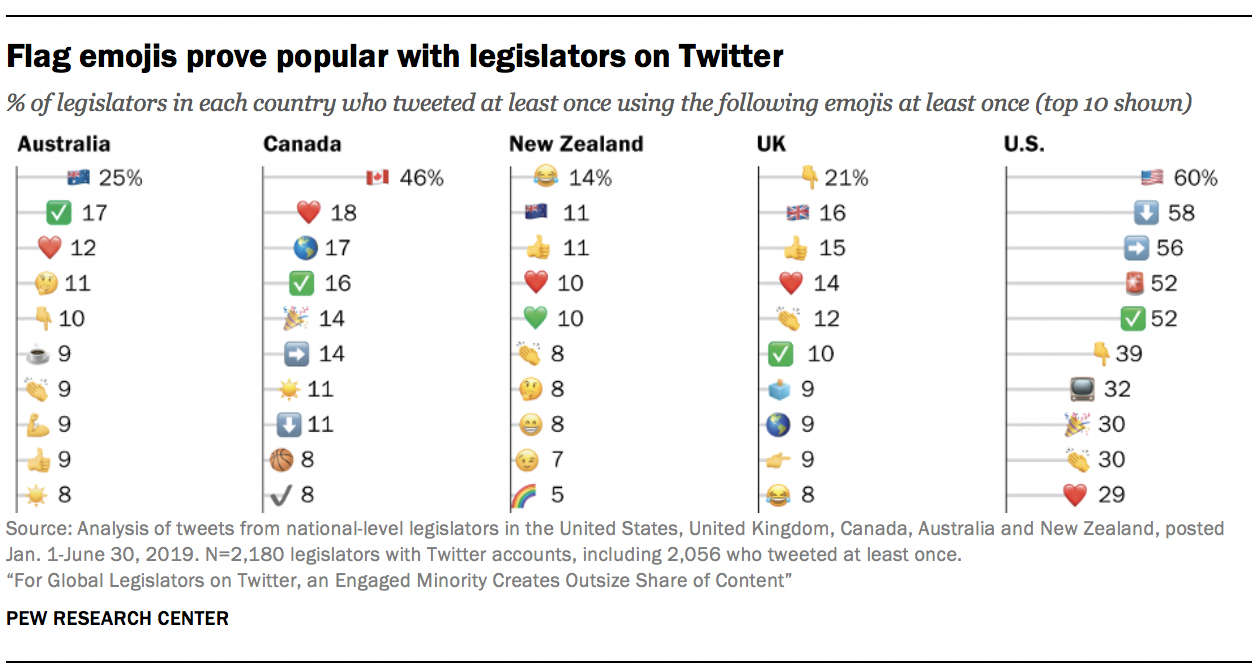 Flag emojis prove popular with legislators on Twitter
% of legislators in each country who tweeted at least once using the following emojis at least once (top 10 shown)
Australia Canada New Zealand UK U.S.
25% 46% 14% 21% 60%
17 18 11 16 58
12 17 11 15 56
11 16 10 14 52
10 14 10 12 52
9 14 8 10 39
9 11 8 9 32
9 11 8 9 30
9 8 7 9 30
8 8 5 8 29
Source: Analysis of tweets from national-level legislators in the United States, United Kingdom, Canada, Australia and New Zealand, posted
Jan. 1-June 30, 2019. N=2,180 legislators with Twitter accounts, including 2,056 who tweeted at least once.
“For Global Legislators on Twitter, an Engaged Minority Creates Outsize Share of Content”
PEW RESEARCH CENTER